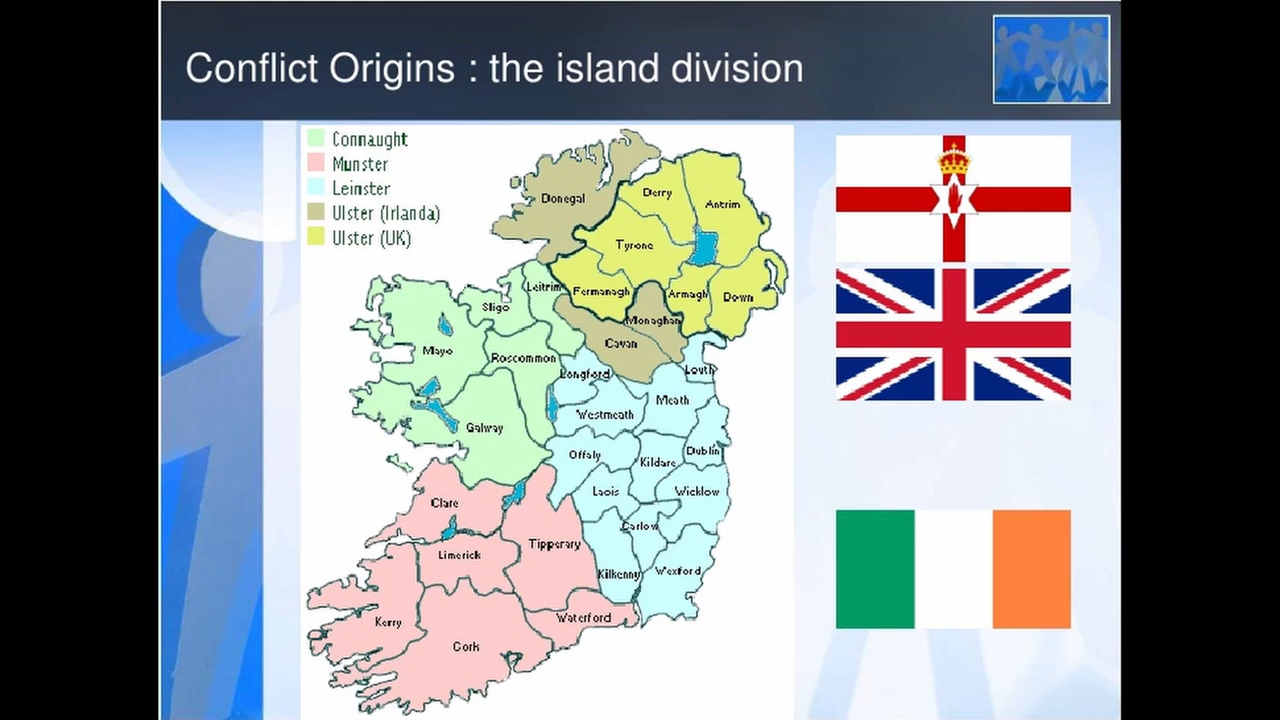 Conflict Origins : the island division
Connaught
Munster
Leinster
Ulster (Irlanda)
Ulster (UK)
Donegal
Derry
Antrim
Tyrone
Fermanagh
Armagh
Down
Monaghan
Cavan
Leitrim
Sligo
Mayo
Roscommon
Galway
Longford
Louth
Meath
Westmeath
Offaly
Kildare
Dublin
Laois
Wicklow
Carlow
Kilkenny
Wexford
Clare
Limerick
Tipperary
Waterford
Kerry
Cork